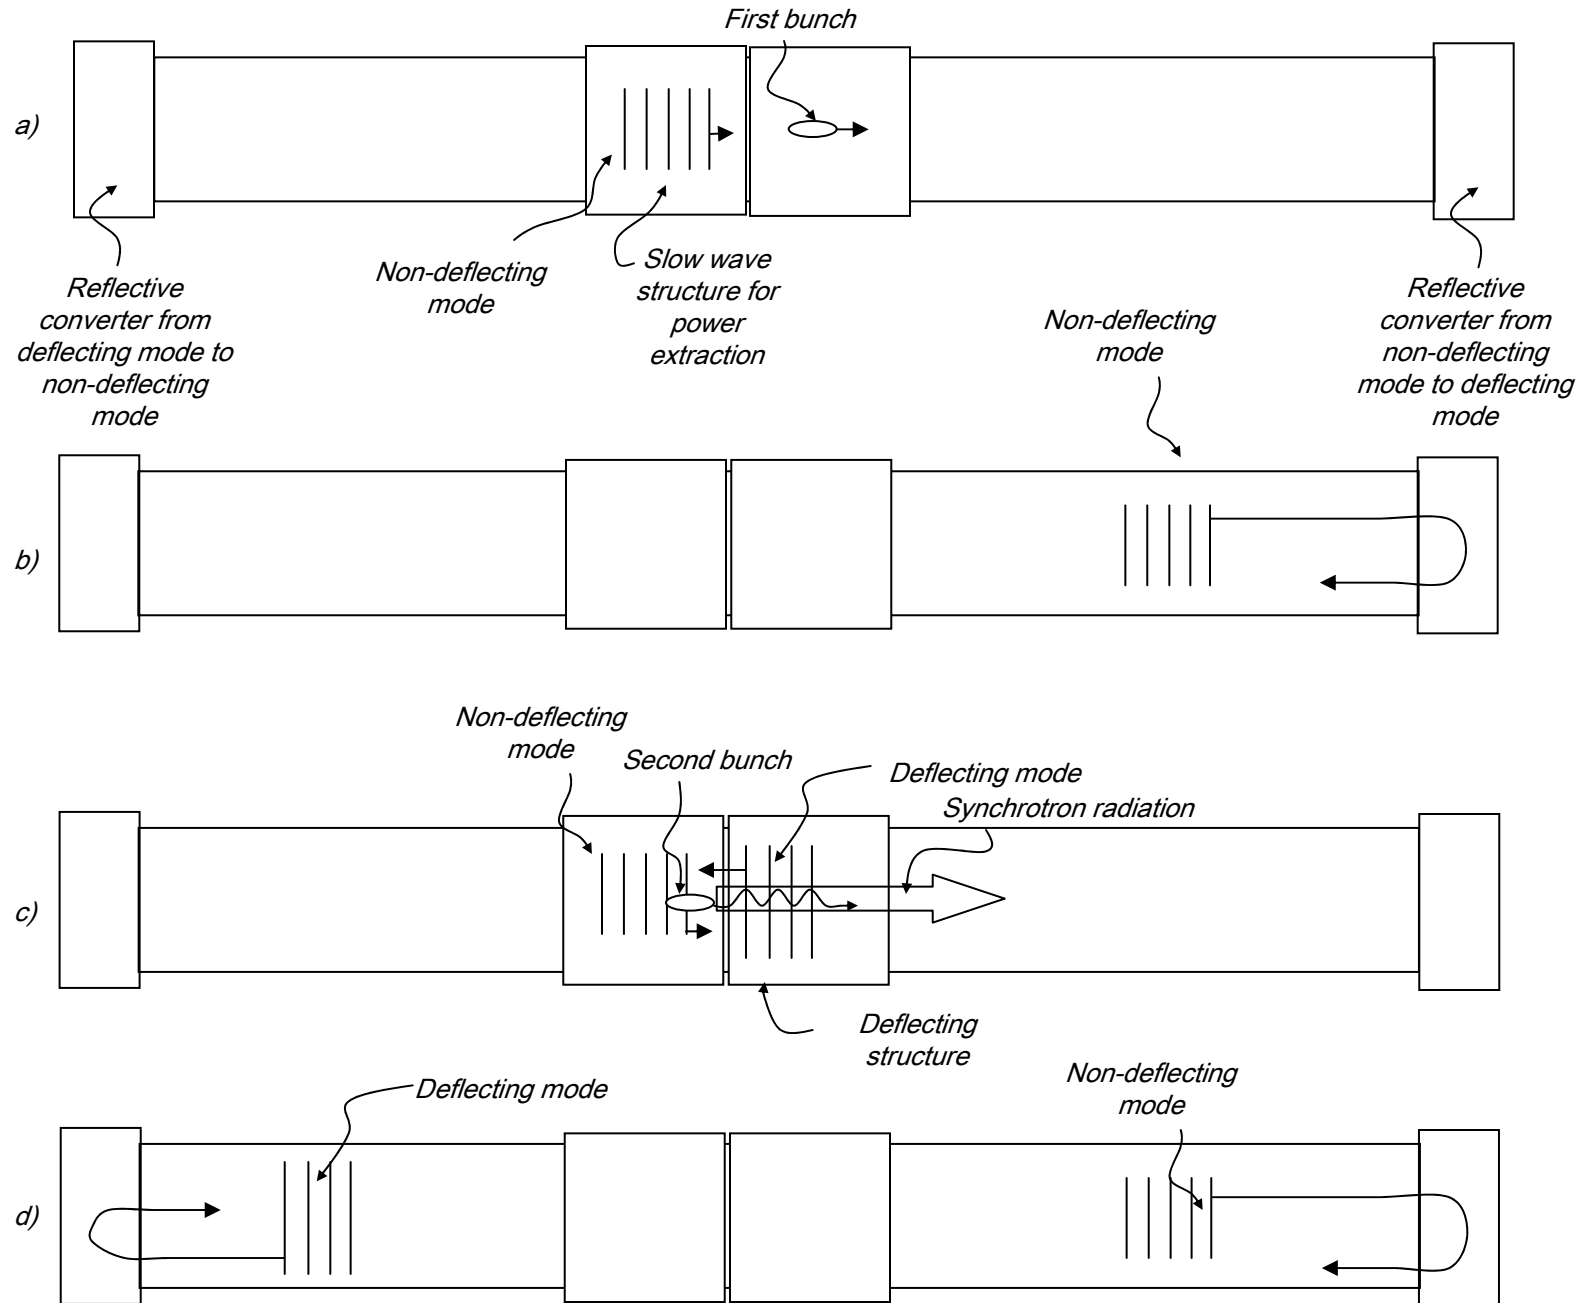 First bunch
a)
Non-deflecting
mode
Slow wave
structure for
power
extraction
Reflective
converter from
deflecting mode to
non-deflecting
mode
Reflective
converter from
non-deflecting
mode to deflecting
mode
Non-deflecting
mode
b)
Non-deflecting
mode
Second bunch
Deflecting mode
Synchrotron radiation
c)
Deflecting
structure
Deflecting mode
Non-deflecting
mode
d)